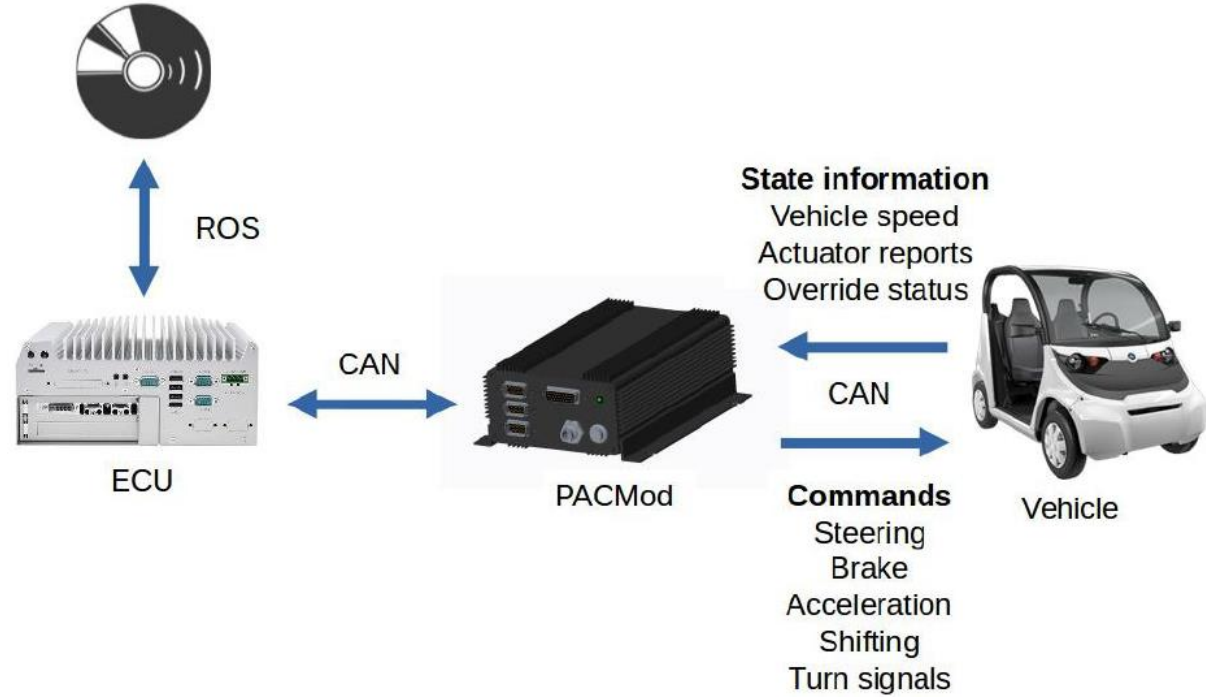 ROS
State information
Vehicle speed
Actuator reports
Override status
CAN
CAN
ECU
PACMod
Commands
Steering
Brake
Acceleration
Shifting
Turn signals
Vehicle